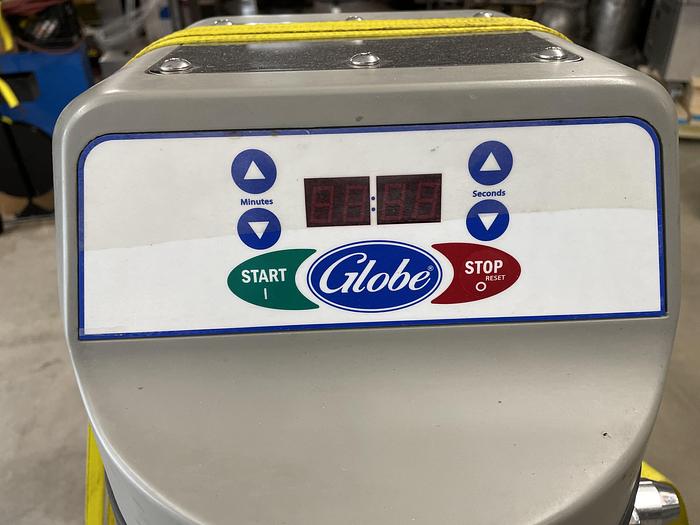 Minutes
Seconds
START
I
Globe®
STOP
RESET
O